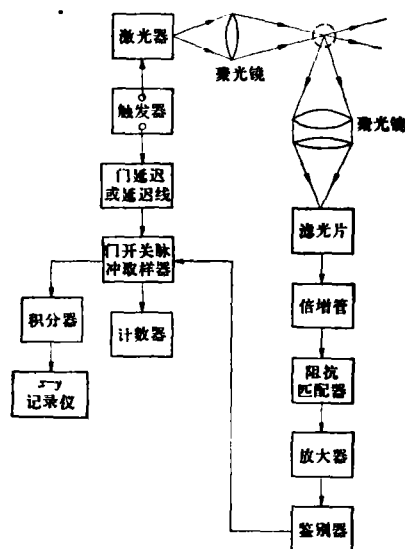 激光器
聚光镜
触发器
聚光镜
门延迟
或延迟线
滤光片
门开关脉
冲取样器
倍增管
积分器
计数器
阻抗
匹配器
x-y
记录仪
放大器
鉴别器